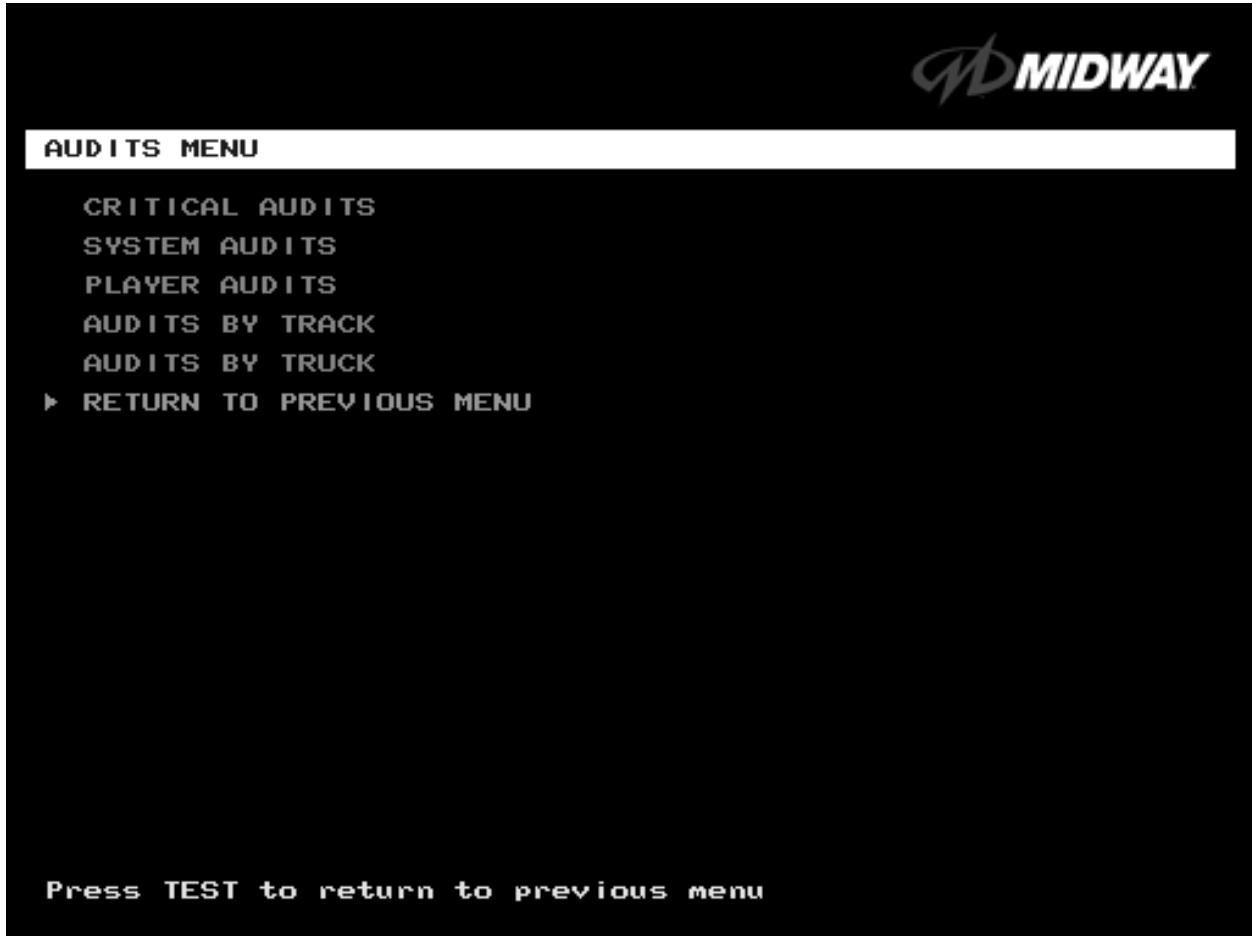 MIDWAY
AUDITS MENU
CRITICAL AUDITS
SYSTEM AUDITS
PLAYER AUDITS
AUDITS BY TRACK
AUDITS BY TRUCK
RETURN TO PREVIOUS MENU
Press TEST to return to previous menu